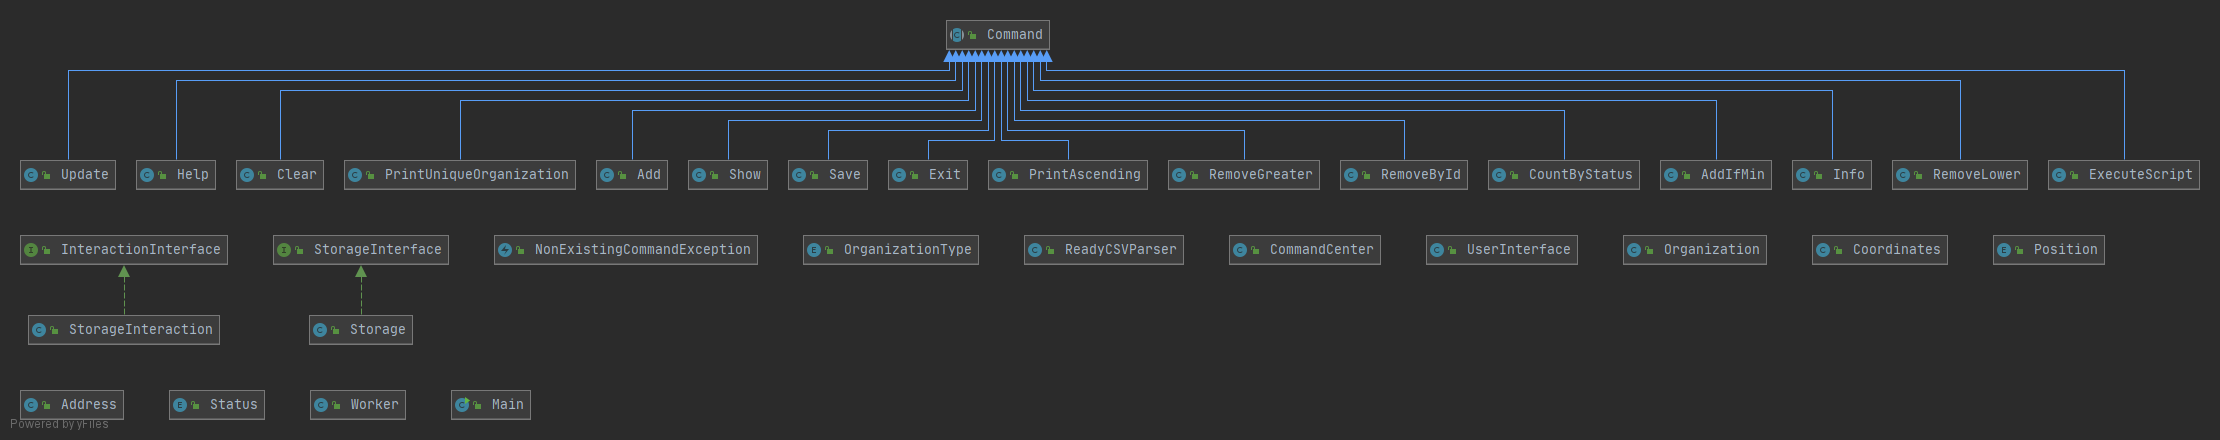 Command
Update Help Clear PrintUniqueOrganization Add Show Save Exit PrintAscending RemoveGreater RemoveById CountByStatus AddIfMin Info RemoveLower ExecuteScript
InteractionInterface StorageInterface NonExistingCommandException OrganizationType ReadyCSVParser CommandCenter UserInterface Organization Coordinates Position
StorageInteraction Storage
Address Status Worker Main
Powered by yFiles